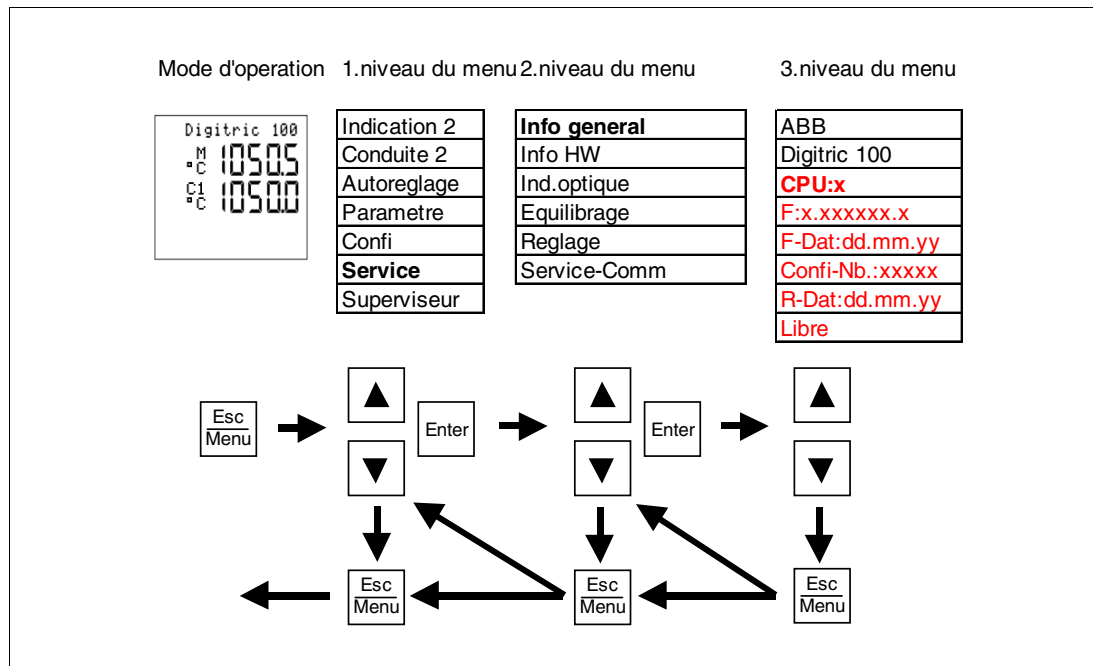 Mode d'operation 1.niveau du menu 2.niveau du menu 3.niveau du menu
Digitric 100
M 1050.5
°C
C1 1050.0
°C
Indication 2
Conduite 2
Autoreglage
Parametre
Confi
Service
Superviseur
Info general
Info HW
Ind.optique
Equilibrage
Reglage
Service-Comm
ABB
Digitric 100
CPU:x
F:x.xxxxxx.x
F-Dat:dd.mm.yy
Confi-Nb.:xxxxx
R-Dat:dd.mm.yy
Libre
Esc
Menu
Enter
Enter
Esc
Menu
Esc
Menu
Esc
Menu